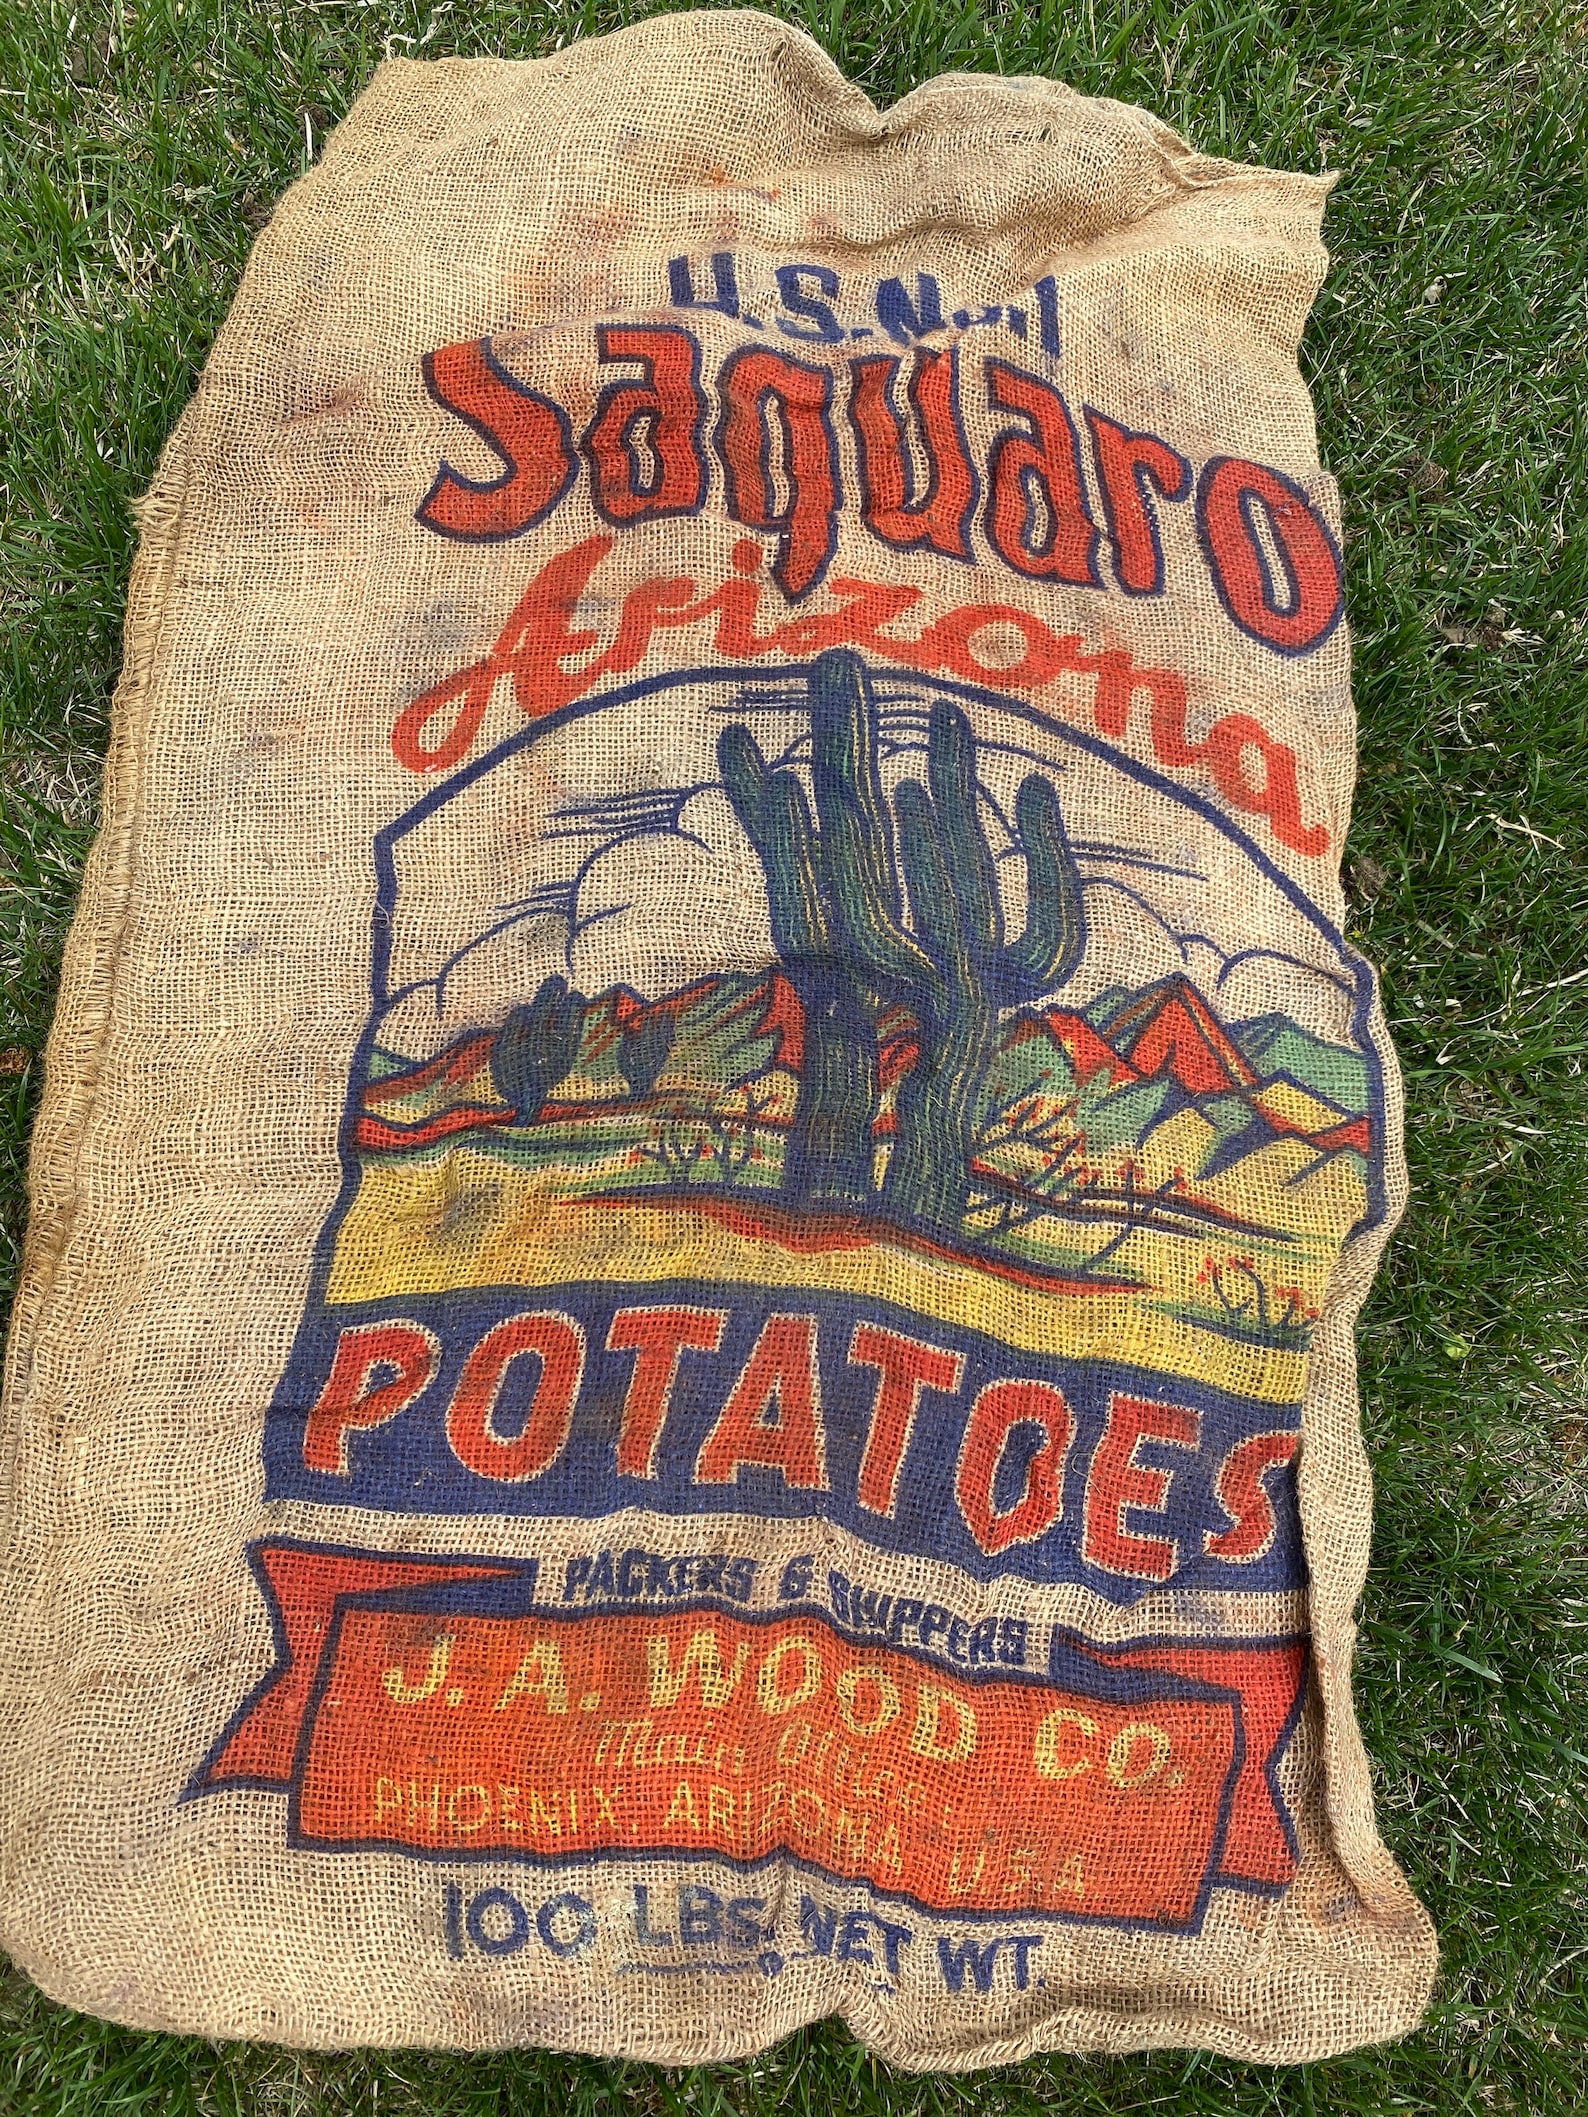 U.S. No. 1
Saguaro
Arizona
POTATOES
PACKERS & SHIPPERS
J. A. WOOD CO.
Main Office:
PHOENIX, ARIZONA, U.S.A
100 LBS. NET WT.